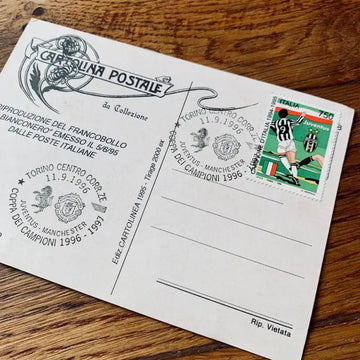 CARTOLINA POSTALE
da Collezione
RIPRODUZIONE DEL FRANCOBOLLO
BIANCONERO" EMESSO IL 5/6/95
DALLE POSTE ITALIANE
TORINO CENTRO CORR.ZE
11.9.1996
JUVENTUS - MANCHESTER
COPPA DEI CAMPIONI 1996 - 1997
Ediz. CARTOLINEA 1995 - Tirag. 2000 es.
TORINO CENTRO CORR.ZE
11.9.1996
JUVENTUS - MANCHESTER
COPPA DEI CAMPIONI 1996 - 1997
ITALIA
750
Juventus
Rip. Vietata